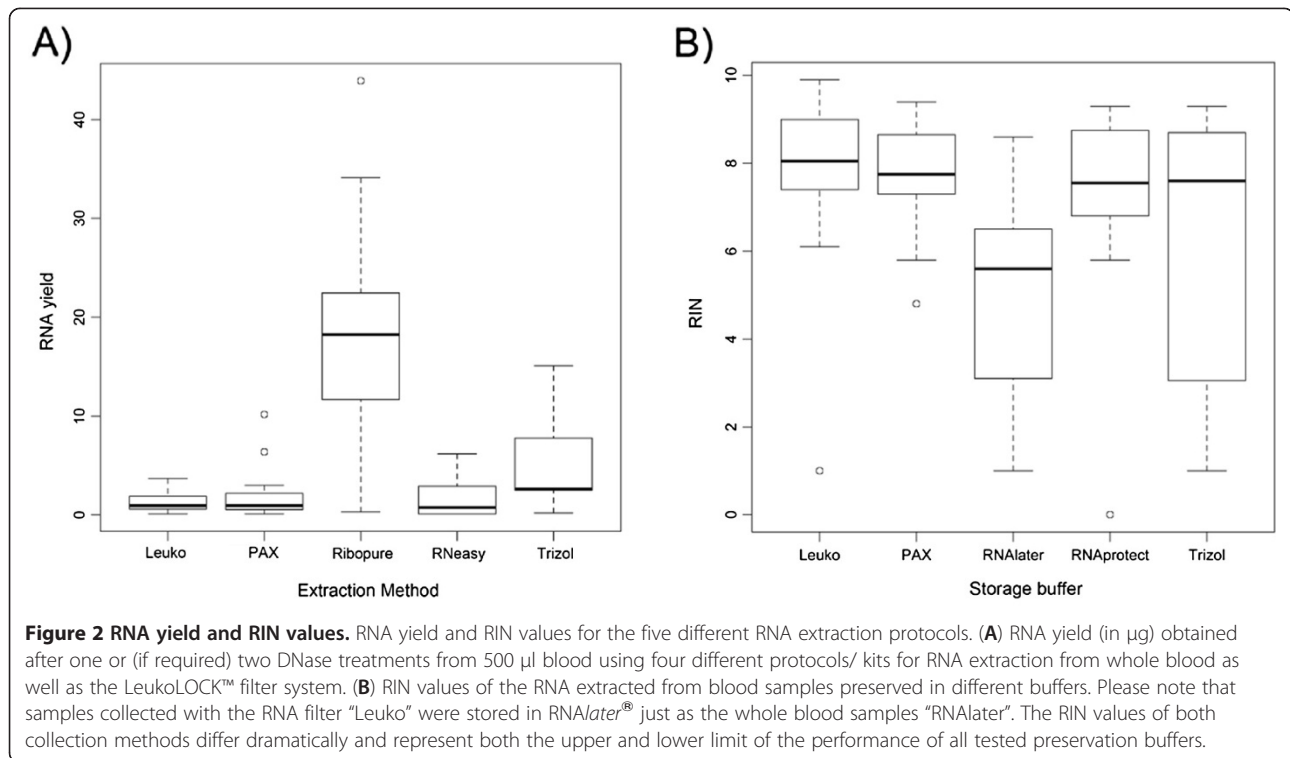 A)
RNA yield
40
30
20
10
0
Leuko PAX Ribopure RNeasy Trizol
Extraction Method
B)
RIN
10
8
6
4
2
0
Leuko PAX RNAlater RNAprotect Trizol
Storage buffer
Figure 2 RNA yield and RIN values. RNA yield and RIN values for the five different RNA extraction protocols. (A) RNA yield (in μg) obtained
after one or (if required) two DNase treatments from 500 μl blood using four different protocols/ kits for RNA extraction from whole blood as
well as the LeukoLOCK™ filter system. (B) RIN values of the RNA extracted from blood samples preserved in different buffers. Please note that
samples collected with the RNA filter “Leuko” were stored in RNAlater® just as the whole blood samples “RNAlater”. The RIN values of both
collection methods differ dramatically and represent both the upper and lower limit of the performance of all tested preservation buffers.